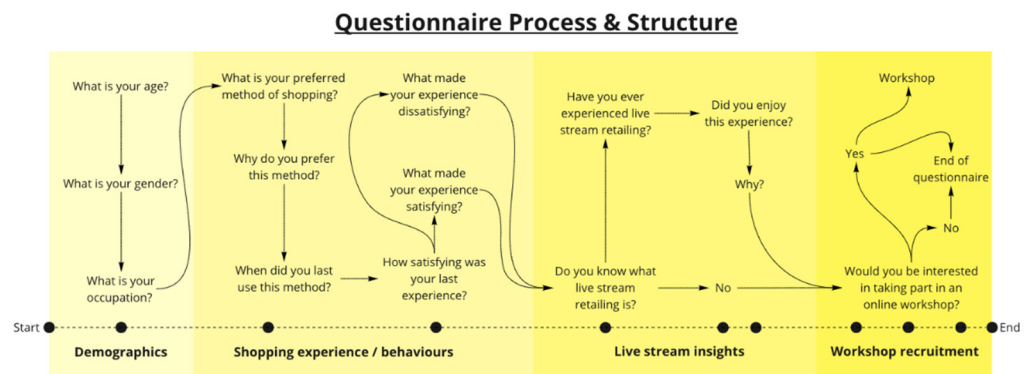 Questionnaire Process & Structure
What is your age?
What is your gender?
What is your
occupation?
What is your preferred
method of shopping?
Why do you prefer
this method?
When did you last
use this method?
How satisfying was
your last
experience?
What made
your experience
satisfying?
What made
your experience
dissatisfying?
Do you know what
live stream
retailing is?
Have you ever
experienced live
stream retailing?
Did you enjoy
this experience?
Why?
No
Would you be interested
in taking part in an
online workshop?
Yes
Workshop
No
End of
questionnaire
Start
End
Demographics
Shopping experience / behaviours
Live stream insights
Workshop recruitment